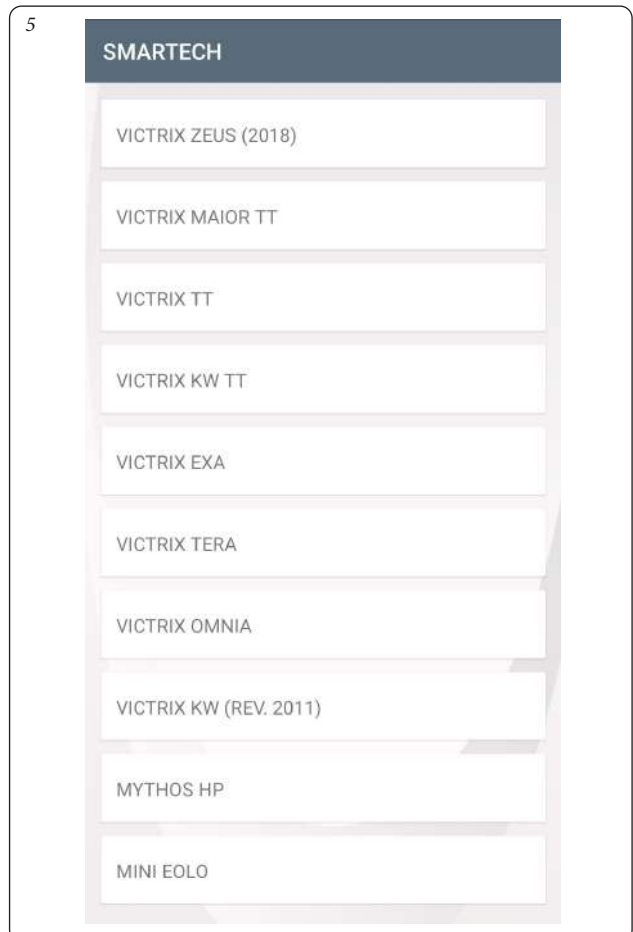 5
SMARTECH
VICTRIX ZEUS (2018)
VICTRIX MAIOR TT
VICTRIX TT
VICTRIX KW TT
VICTRIX EXA
VICTRIX TERA
VICTRIX OMNIA
VICTRIX KW (REV. 2011)
MYTHOS HP
MINI EOLO